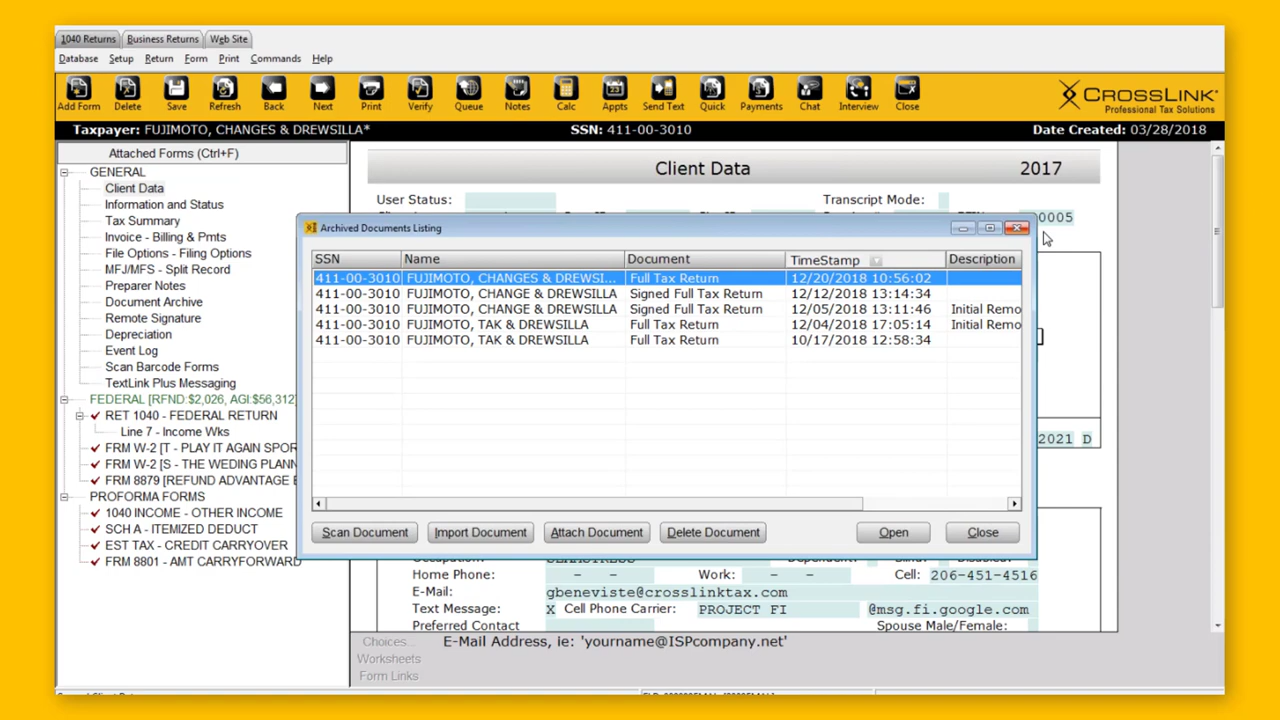 1040 Returns Business Returns Web Site
Database Setup Return Form Print Commands Help
Add Form Delete Save Refresh Back Next Print Verify Queue Notes Calc Appts Send Text Quick Payments Chat Interview Close
CROSSLINK
Professional Tax Solutions
Taxpayer: FUJIMOTO, CHANGES & DREWSILLA* SSN: 411-00-3010 Date Created: 03/28/2018
Attached Forms (Ctrl+F)
GENERAL
Client Data
Information and Status
Tax Summary
Invoice - Billing & Pmts
File Options - Filing Options
MFJ/MFS - Split Record
Preparer Notes
Document Archive
Remote Signature
Depreciation
Event Log
Scan Barcode Forms
TextLink Plus Messaging
FEDERAL [RFND:$2,026, AGI:$56,312]
RET 1040 - FEDERAL RETURN
Line 7 - Income Wks
FRM W-2 [T - PLAY IT AGAIN SPOR
FRM W-2 [S - THE WEDING PLANN
FRM 8879 [REFUND ADVANTAGE
PROFORMA FORMS
1040 INCOME - OTHER INCOME
SCH A - ITEMIZED DEDUCT
EST TAX - CREDIT CARRYOVER
FRM 8801 - AMT CARRYFORWARD
Client Data 2017
User Status: Transcript Mode:
0005
Archived Documents Listing
SSN Name Document TimeStamp Description
411-00-3010 FUJIMOTO, CHANGES & DREWSI... Full Tax Return 12/20/2018 10:56:02
411-00-3010 FUJIMOTO, CHANGE & DREWSILLA Signed Full Tax Return 12/12/2018 13:14:34
411-00-3010 FUJIMOTO, CHANGE & DREWSILLA Signed Full Tax Return 12/05/2018 13:11:46 Initial Remo
411-00-3010 FUJIMOTO, TAK & DREWSILLA Full Tax Return 12/04/2018 17:05:14 Initial Remo
411-00-3010 FUJIMOTO, TAK & DREWSILLA Full Tax Return 10/17/2018 12:58:34
2021 D
Scan Document Import Document Attach Document Delete Document Open Close
Home Phone: - - Work: - - Cell: 206-451-4516
E-Mail: gbeneviste@crosslinktax.com
Text Message: X Cell Phone Carrier: PROJECT FI @msg.fi.google.com
Preferred Contact Spouse Male/Female:
Choices... E-Mail Address, ie: 'yourname@ISPcompany.net'
Worksheets
Form Links